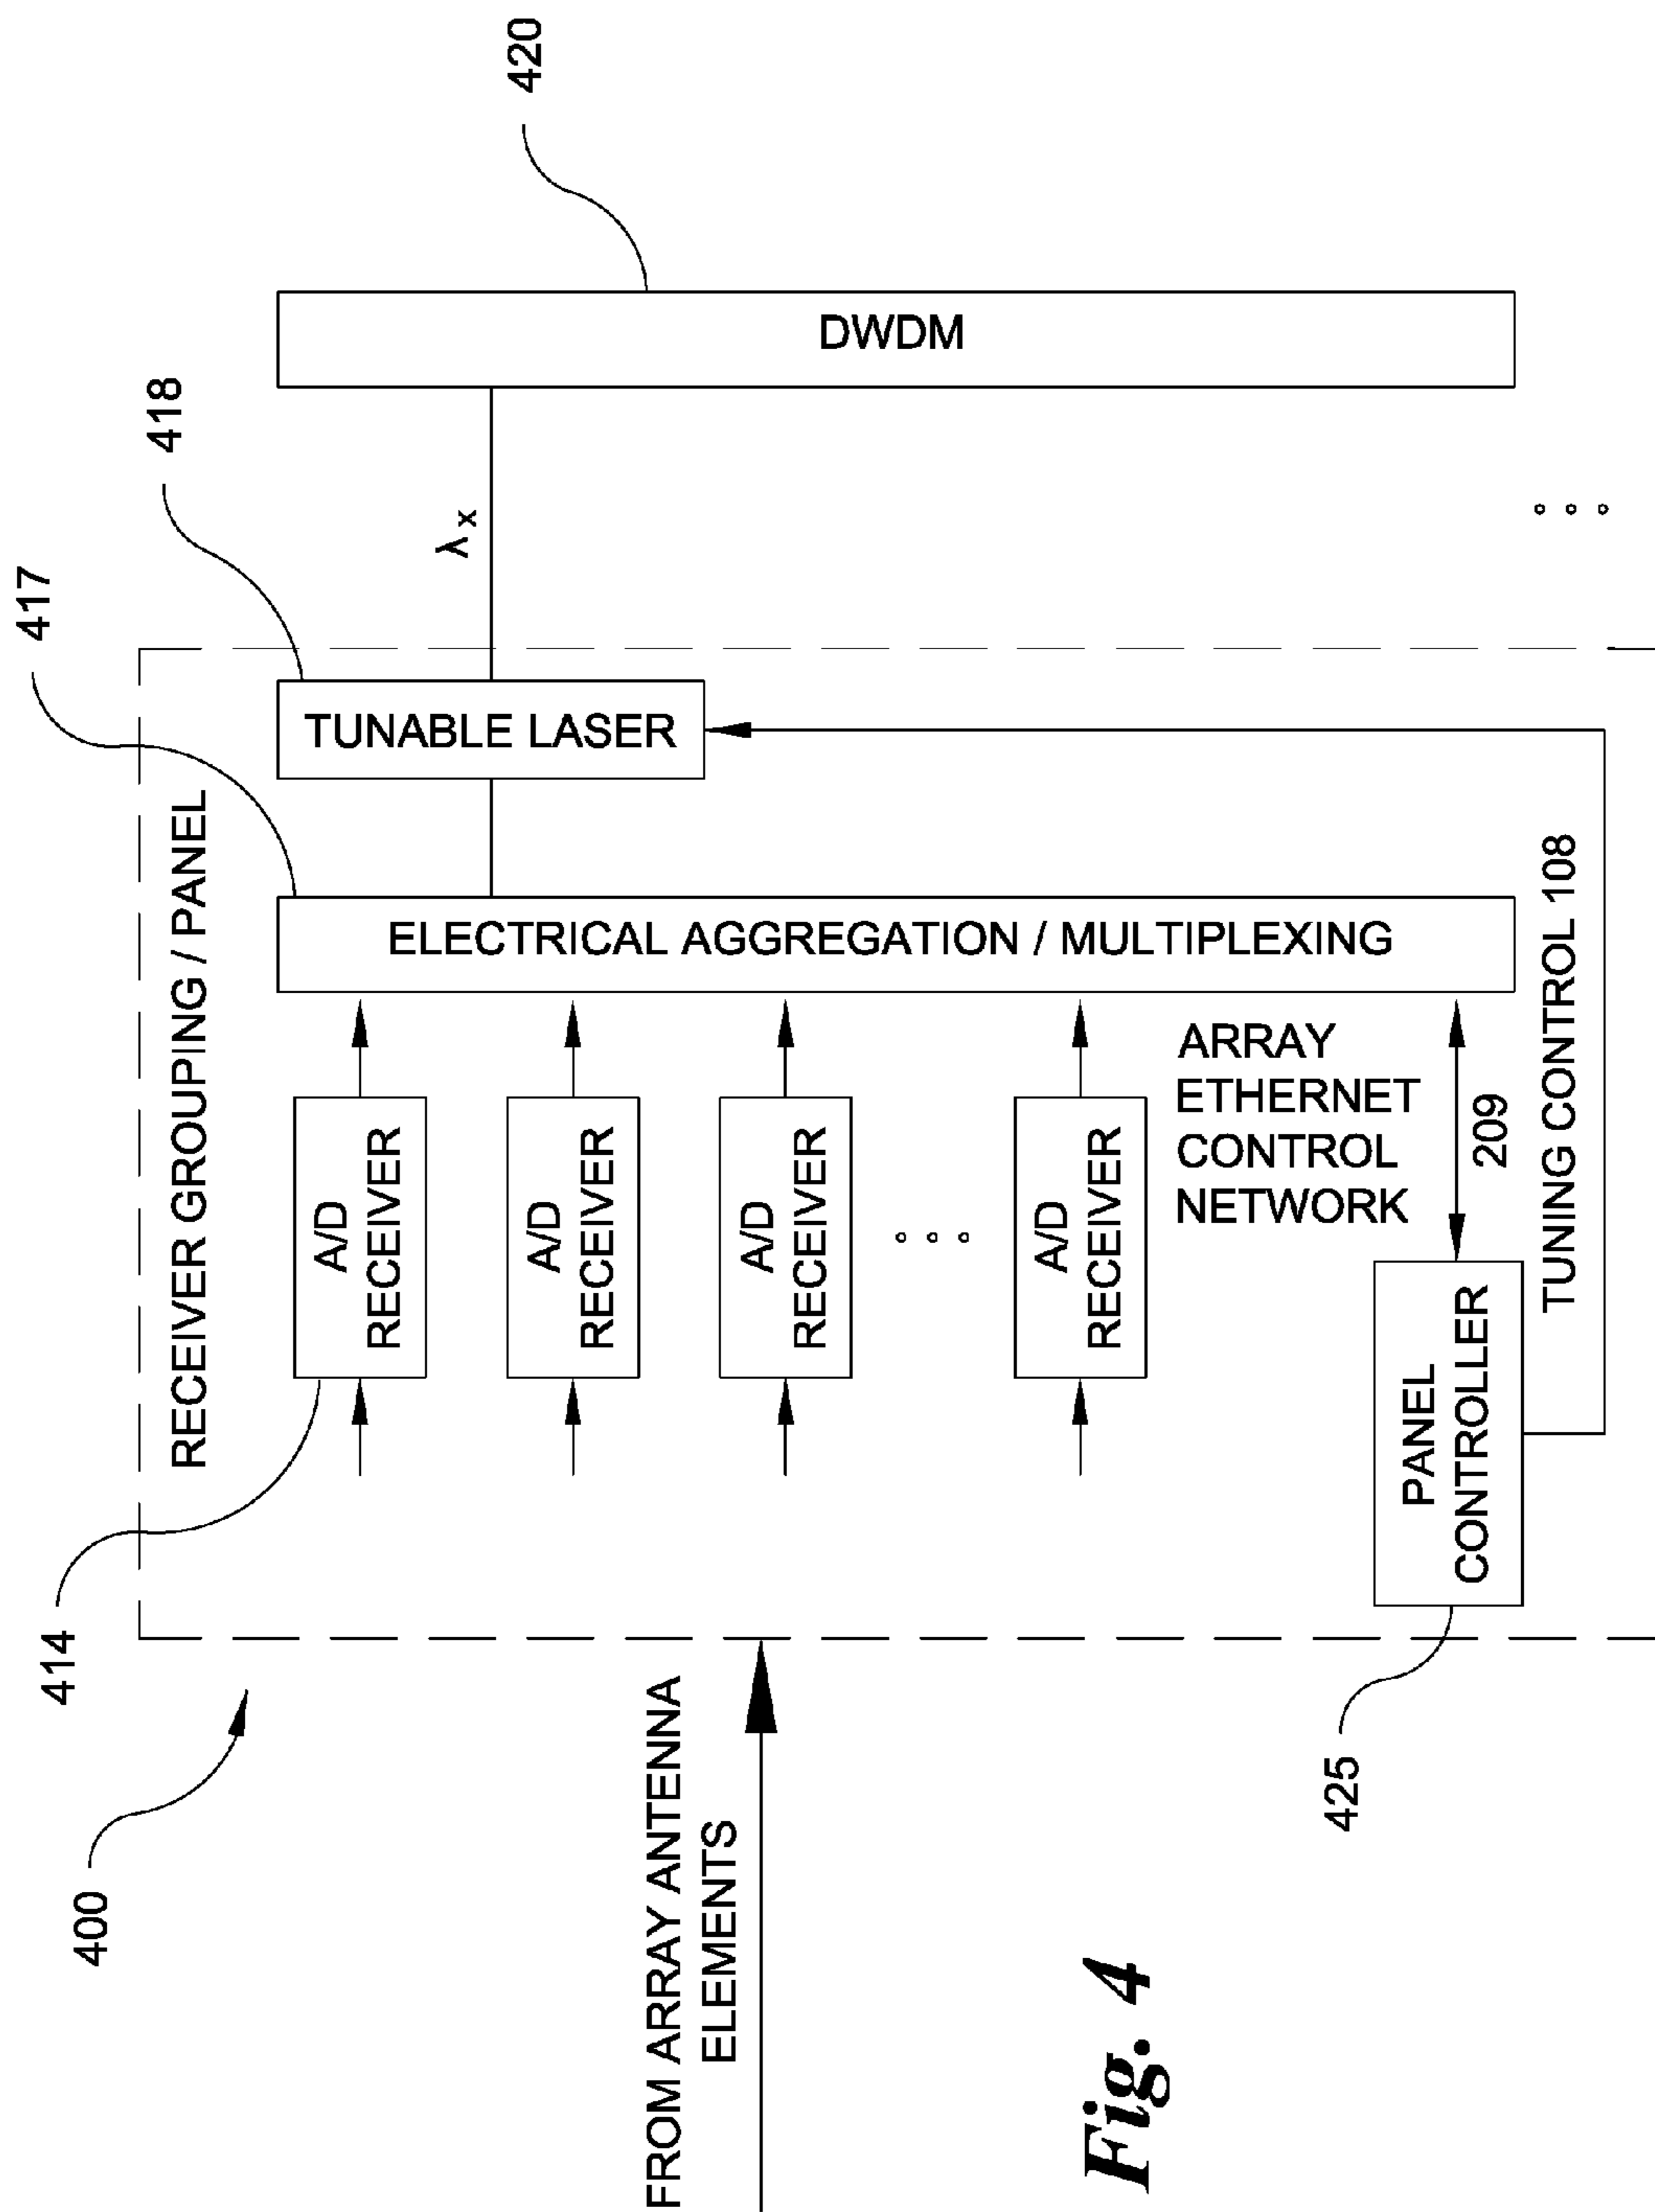 400
414
417
418
420
RECEIVER GROUPING / PANEL
FROM ARRAY ANTENNA
ELEMENTS
A/D
RECEIVER
A/D
RECEIVER
A/D
RECEIVER
A/D
RECEIVER
ELECTRICAL AGGREGATION / MULTIPLEXING
TUNABLE LASER
λ x
DWDM
ARRAY
ETHERNET
CONTROL
NETWORK
209
PANEL
CONTROLLER
425
TUNING CONTROL 108
Fig. 4